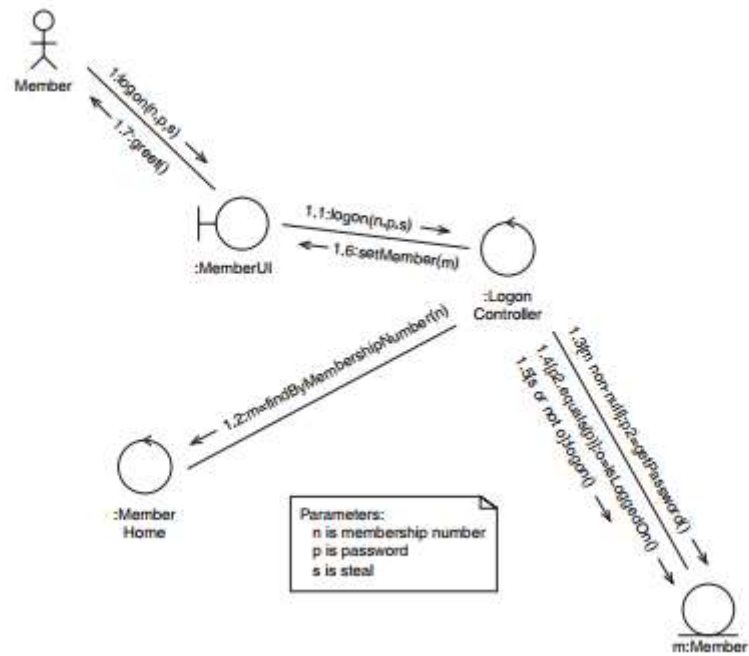 Member
1:logon(n,p,s)
1.7:greet()
1.1:logon(n,p,s)
1.6:setMember(m)
:MemberUI
:Logon
Controller
1.2:m=findByMembershipNumber(n)
1.3[m non-null]:p2=getPassword()
1.4[p2.equals(p)]:o=isLoggedOn()
1.5[s or not o]:logon()
:Member
Home
Parameters:
n is membership number
p is password
s is steal
m:Member